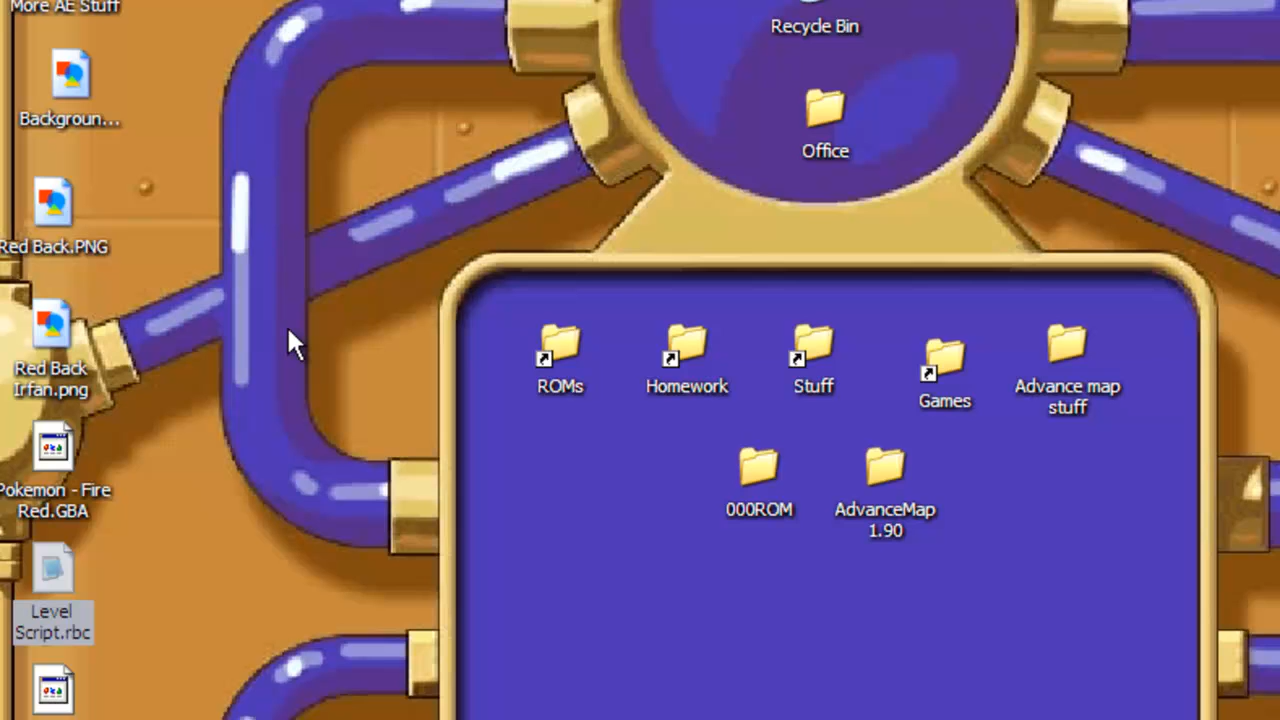 More AE Stuff
Backgroun...
Red Back.PNG
Red Back
Irfan.png
Pokemon - Fire
Red.GBA
Level
Script.rbc
Recycle Bin
Office
ROMs
Homework
Stuff
Games
Advance map
stuff
000ROM
AdvanceMap
1.90